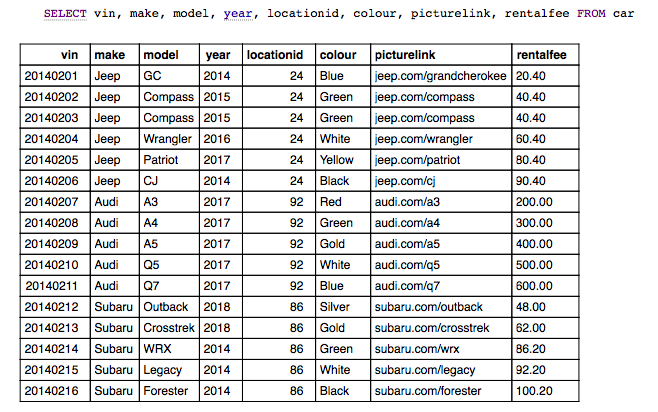 SELECT vin, make, model, year, locationid, colour, picturelink, rentalfee FROM car
vin make model year locationid colour picturelink rentalfee
20140201 Jeep GC 2014 24 Blue jeep.com/grandcherokee 20.40
20140202 Jeep Compass 2015 24 Green jeep.com/compass 40.40
20140203 Jeep Compass 2015 24 Green jeep.com/compass 40.40
20140204 Jeep Wrangler 2016 24 White jeep.com/wrangler 60.40
20140205 Jeep Patriot 2017 24 Yellow jeep.com/patriot 80.40
20140206 Jeep CJ 2014 24 Black jeep.com/cj 90.40
20140207 Audi A3 2017 92 Red audi.com/a3 200.00
20140208 Audi A4 2017 92 Green audi.com/a4 300.00
20140209 Audi A5 2017 92 Gold audi.com/a5 400.00
20140210 Audi Q5 2017 92 White audi.com/q5 500.00
20140211 Audi Q7 2017 92 Blue audi.com/q7 600.00
20140212 Subaru Outback 2018 86 Silver subaru.com/outback 48.00
20140213 Subaru Crosstrek 2018 86 Gold subaru.com/crosstrek 62.00
20140214 Subaru WRX 2014 86 Green subaru.com/wrx 86.20
20140215 Subaru Legacy 2014 86 White subaru.com/legacy 92.20
20140216 Subaru Forester 2014 86 Black subaru.com/forester 100.20